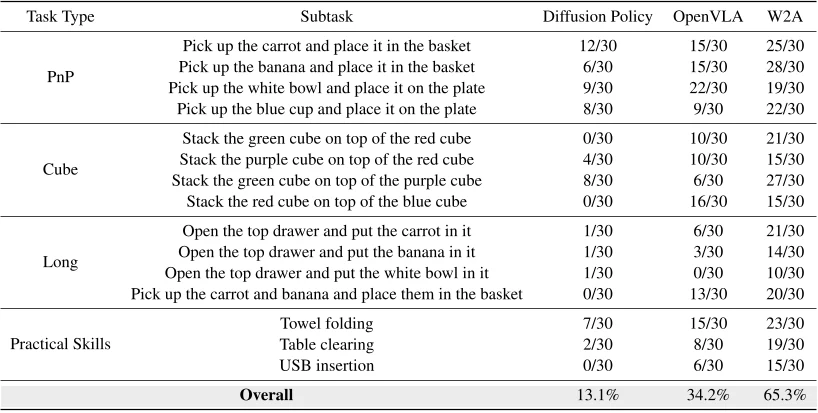 Task Type Subtask Diffusion Policy OpenVLA W2A
PnP
Pick up the carrot and place it in the basket 12/30 15/30 25/30
Pick up the banana and place it in the basket 6/30 15/30 28/30
Pick up the white bowl and place it on the plate 9/30 22/30 19/30
Pick up the blue cup and place it on the plate 8/30 9/30 22/30
Cube
Stack the green cube on top of the red cube 0/30 10/30 21/30
Stack the purple cube on top of the red cube 4/30 10/30 15/30
Stack the green cube on top of the purple cube 8/30 6/30 27/30
Stack the red cube on top of the blue cube 0/30 16/30 15/30
Long
Open the top drawer and put the carrot in it 1/30 6/30 21/30
Open the top drawer and put the banana in it 1/30 3/30 14/30
Open the top drawer and put the white bowl in it 1/30 0/30 10/30
Pick up the carrot and banana and place them in the basket 0/30 13/30 20/30
Practical Skills
Towel folding 7/30 15/30 23/30
Table clearing 2/30 8/30 19/30
USB insertion 0/30 6/30 15/30
Overall 13.1% 34.2% 65.3%